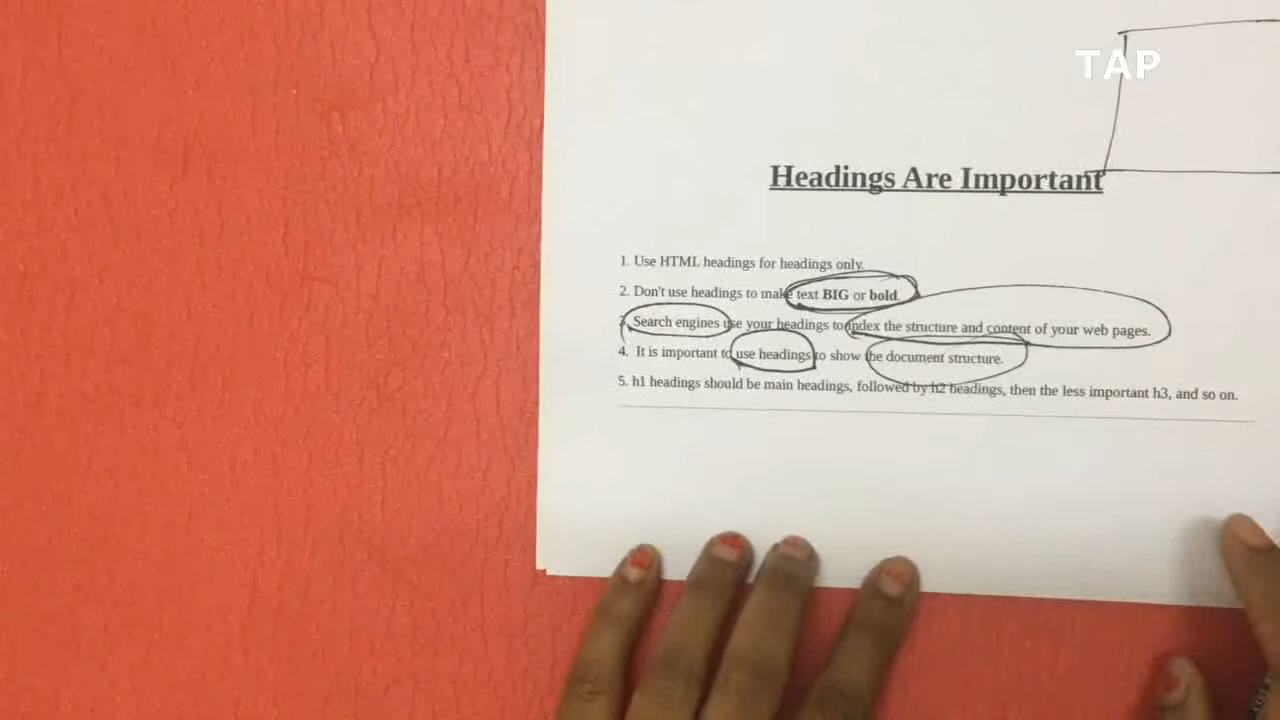 TAP
Headings Are Important
1. Use HTML headings for headings only.
2. Don't use headings to make text BIG or bold.
3. Search engines use your headings to index the structure and content of your web pages.
4. It is important to use headings to show the document structure.
5. h1 headings should be main headings, followed by h2 headings, then the less important h3, and so on.